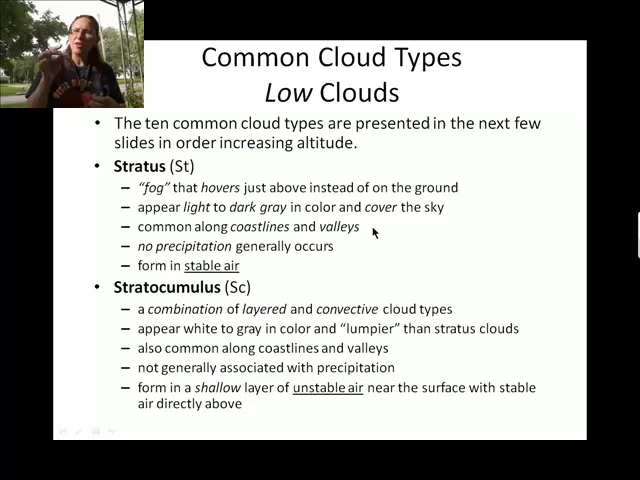 Common Cloud Types
Low Clouds
• The ten common cloud types are presented in the next few
slides in order increasing altitude.
• Stratus (St)
– “fog” that hovers just above instead of on the ground
– appear light to dark gray in color and cover the sky
– common along coastlines and valleys
– no precipitation generally occurs
– form in stable air
• Stratocumulus (Sc)
– a combination of layered and convective cloud types
– appear white to gray in color and “lumpier” than stratus clouds
– also common along coastlines and valleys
– not generally associated with precipitation
– form in a shallow layer of unstable air near the surface with stable
air directly above